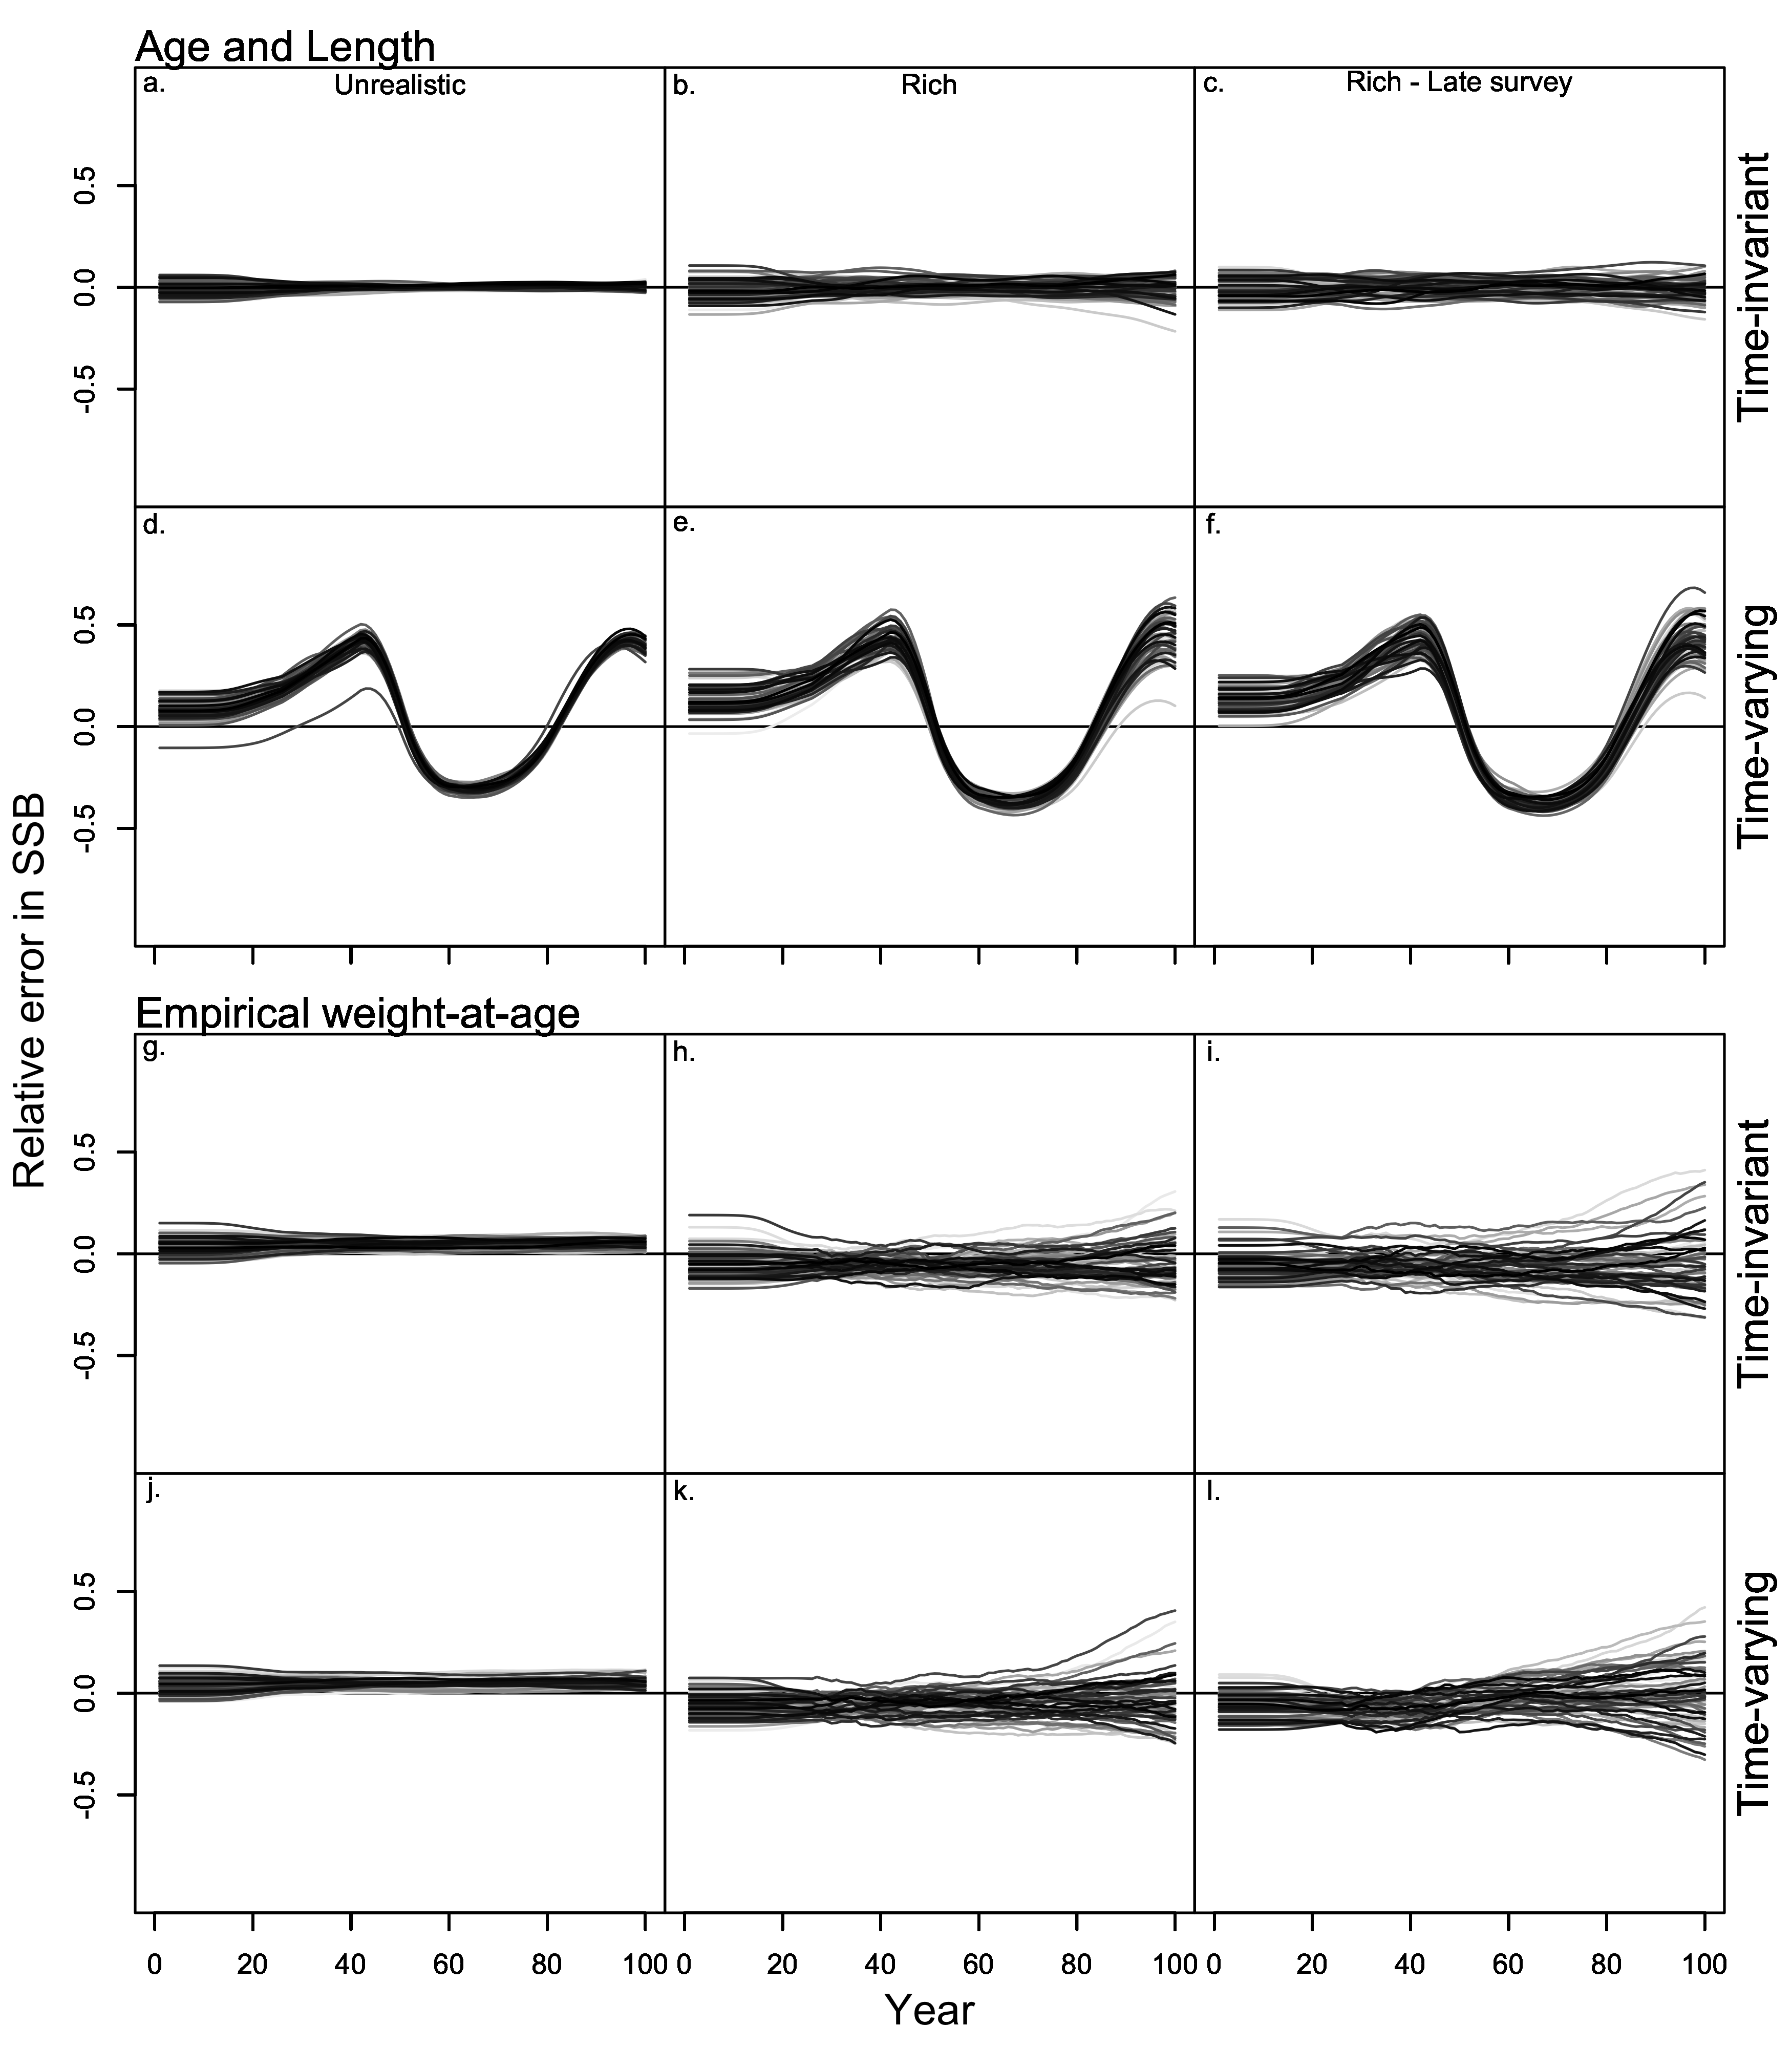 Age and Length
a. Unrealistic b. Rich c. Rich - Late survey
0.5
0.0
-0.5
Time-invariant
d. e. f.
0.5
0.0
-0.5
Time-varying
Relative error in SSB
Empirical weight-at-age
g. h. i.
0.5
0.0
-0.5
Time-invariant
j. k. l.
0.5
0.0
-0.5
Time-varying
0 20 40 60 80 100 0 20 40 60 80 100 0 20 40 60 80 100
Year